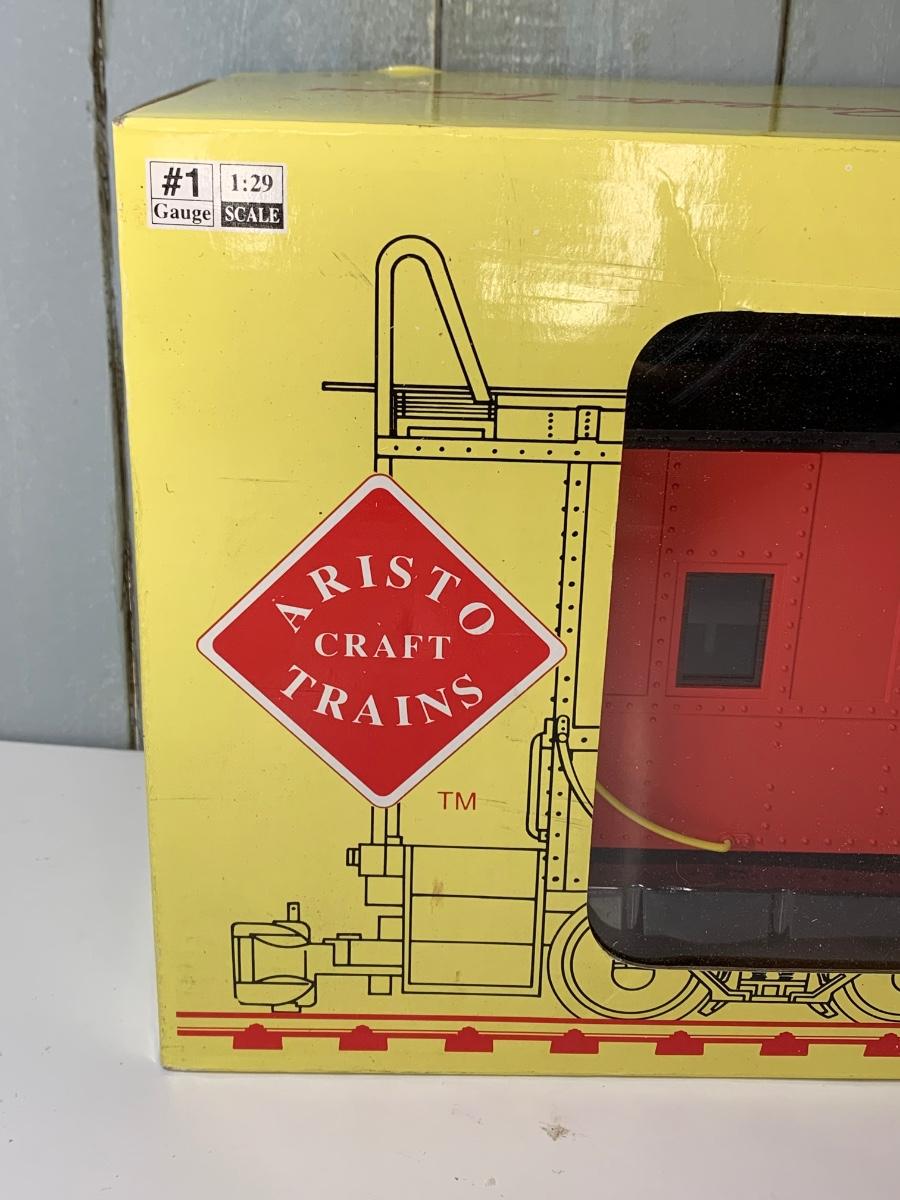 #1
Gauge
1:29
SCALE
ARISTO
CRAFT
TRAINS
TM